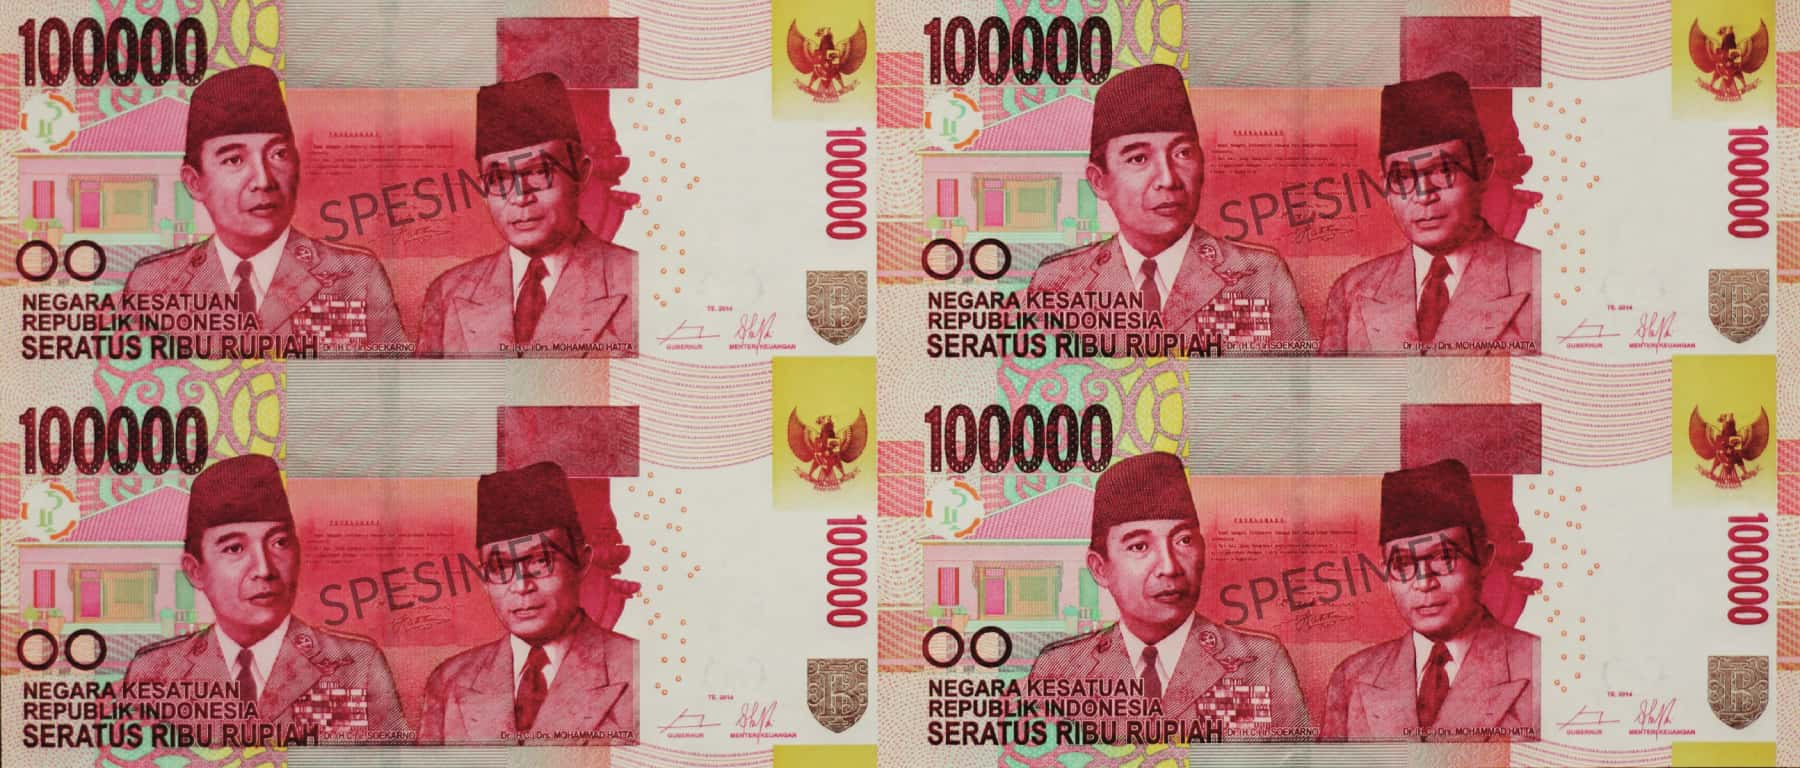 100000
SPESIMEN
100000
NEGARA KESATUAN
REPUBLIK INDONESIA
SERATUS RIBU RUPIAH
Dr. (H.C.) Ir. SOEKARNO
Dr. (H.C.) Drs. MOHAMMAD HATTA
TE. 2014
GUBERNUR
MENTERI KEUANGAN
100000
SPESIMEN
100000
NEGARA KESATUAN
REPUBLIK INDONESIA
SERATUS RIBU RUPIAH
Dr. (H.C.) Ir. SOEKARNO
Dr. (H.C.) Drs. MOHAMMAD HATTA
TE. 2014
GUBERNUR
MENTERI KEUANGAN
100000
SPESIMEN
100000
NEGARA KESATUAN
REPUBLIK INDONESIA
SERATUS RIBU RUPIAH
Dr. (H.C.) Ir. SOEKARNO
Dr. (H.C.) Drs. MOHAMMAD HATTA
TE. 2014
GUBERNUR
MENTERI KEUANGAN
100000
SPESIMEN
100000
NEGARA KESATUAN
REPUBLIK INDONESIA
SERATUS RIBU RUPIAH
Dr. (H.C.) Ir. SOEKARNO
Dr. (H.C.) Drs. MOHAMMAD HATTA
TE. 2014
GUBERNUR
MENTERI KEUANGAN